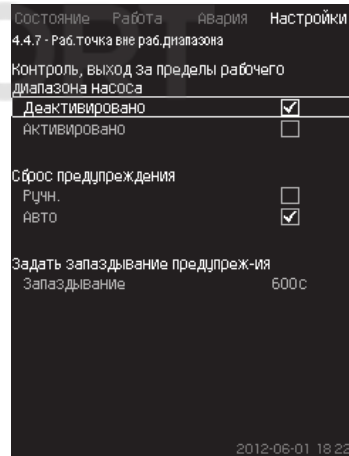 Состояние Работа Авария Настройки
4.4.7 - Раб.точка вне раб.диапазона
Контроль, выход за пределы рабочего
диапазона насоса
Деактивировано
Активировано
Сброс предупреждения
Ручн.
Авто
Задать запаздывание предупреж-ия
Запаздывание 600с
2012-06-01 18:22